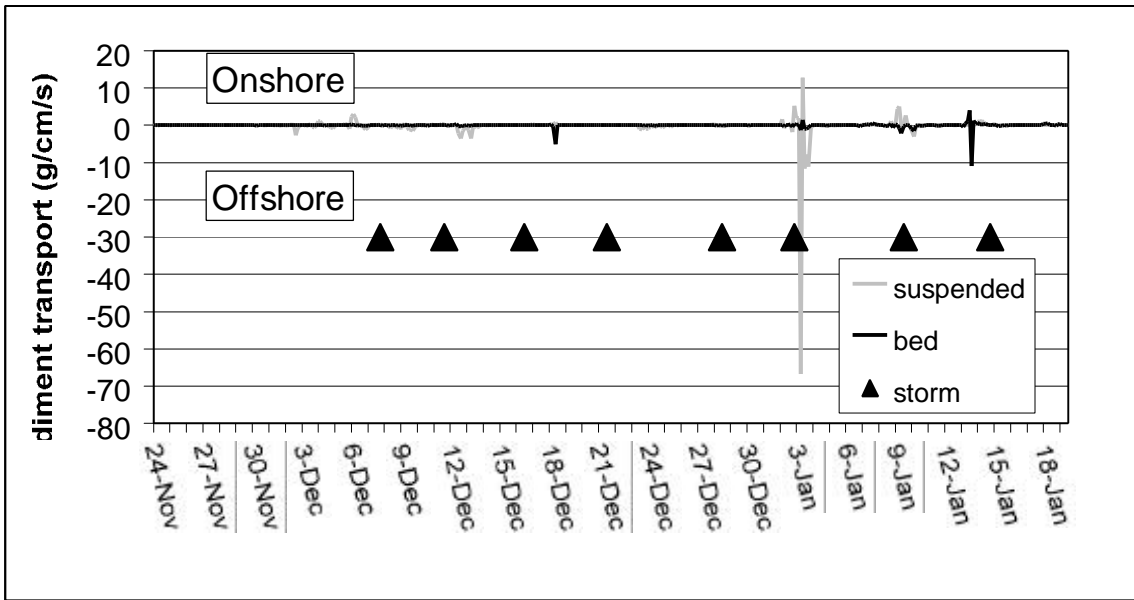 diment transport (g/cm/s)
20
10
0
-10
-20
-30
-40
-50
-60
-70
-80
Onshore
Offshore
suspended
bed
storm
24-Nov
27-Nov
30-Nov
3-Dec
6-Dec
9-Dec
12-Dec
15-Dec
18-Dec
21-Dec
24-Dec
27-Dec
30-Dec
3-Jan
6-Jan
9-Jan
12-Jan
15-Jan
18-Jan